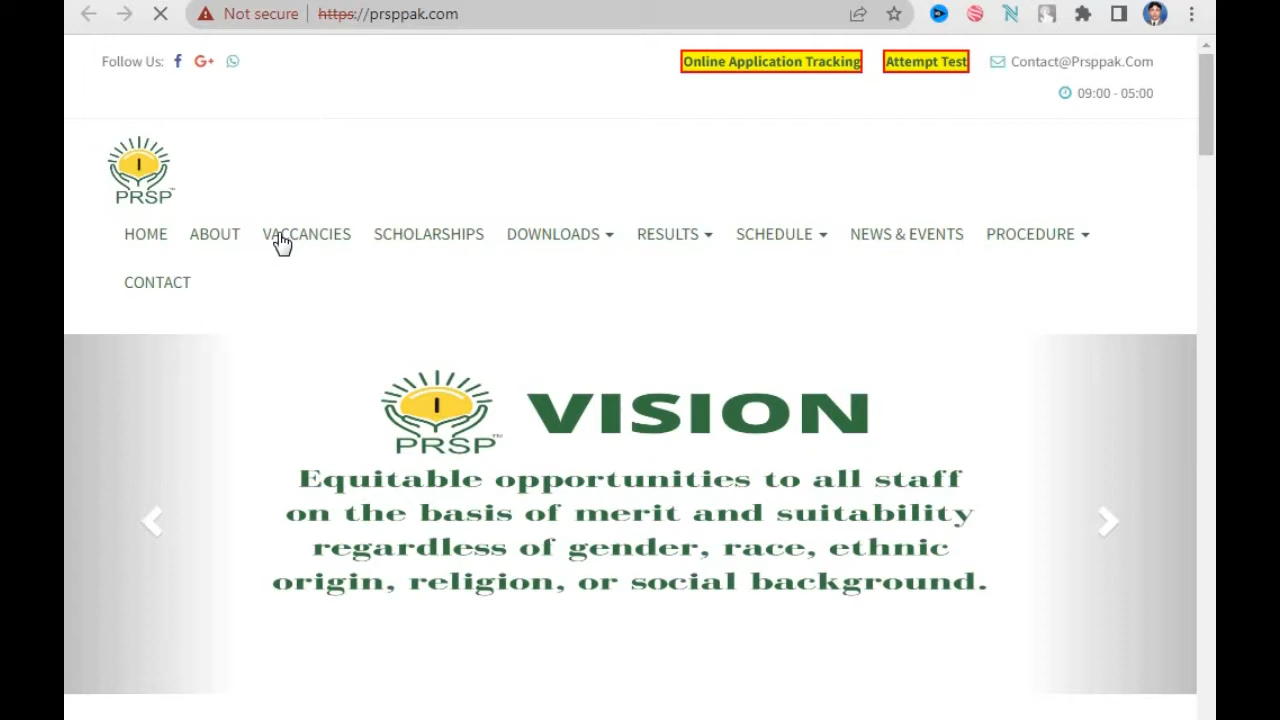 Not secure https://prsppak.com
Follow Us: f G+ Online Application Tracking Attempt Test Contact@Prsppak.Com
09:00 - 05:00
I
PRSP™
HOME ABOUT VACCANCIES SCHOLARSHIPS DOWNLOADS RESULTS SCHEDULE NEWS & EVENTS PROCEDURE
CONTACT
I
PRSP™
VISION
Equitable opportunities to all staff
on the basis of merit and suitability
regardless of gender, race, ethnic
origin, religion, or social background.